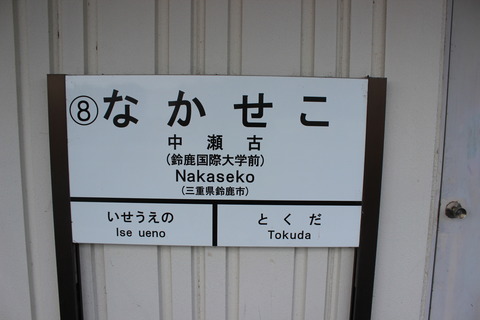 ⑧なかせこ
中瀬古
(鈴鹿国際大学前)
Nakaseko
(三重県鈴鹿市)
いせうえの
Ise ueno
とくだ
Tokuda